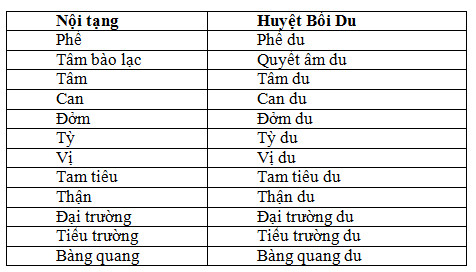 Nội tạng Huyệt Bối Du
Phế Phế du
Tâm bào lạc Quyết âm du
Tâm Tâm du
Can Can du
Đởm Đởm du
Tỳ Tỳ du
Vị Vị du
Tam tiêu Tam tiêu du
Thận Thận du
Đại trường Đại trường du
Tiểu trường Tiểu trường du
Bàng quang Bàng quang du